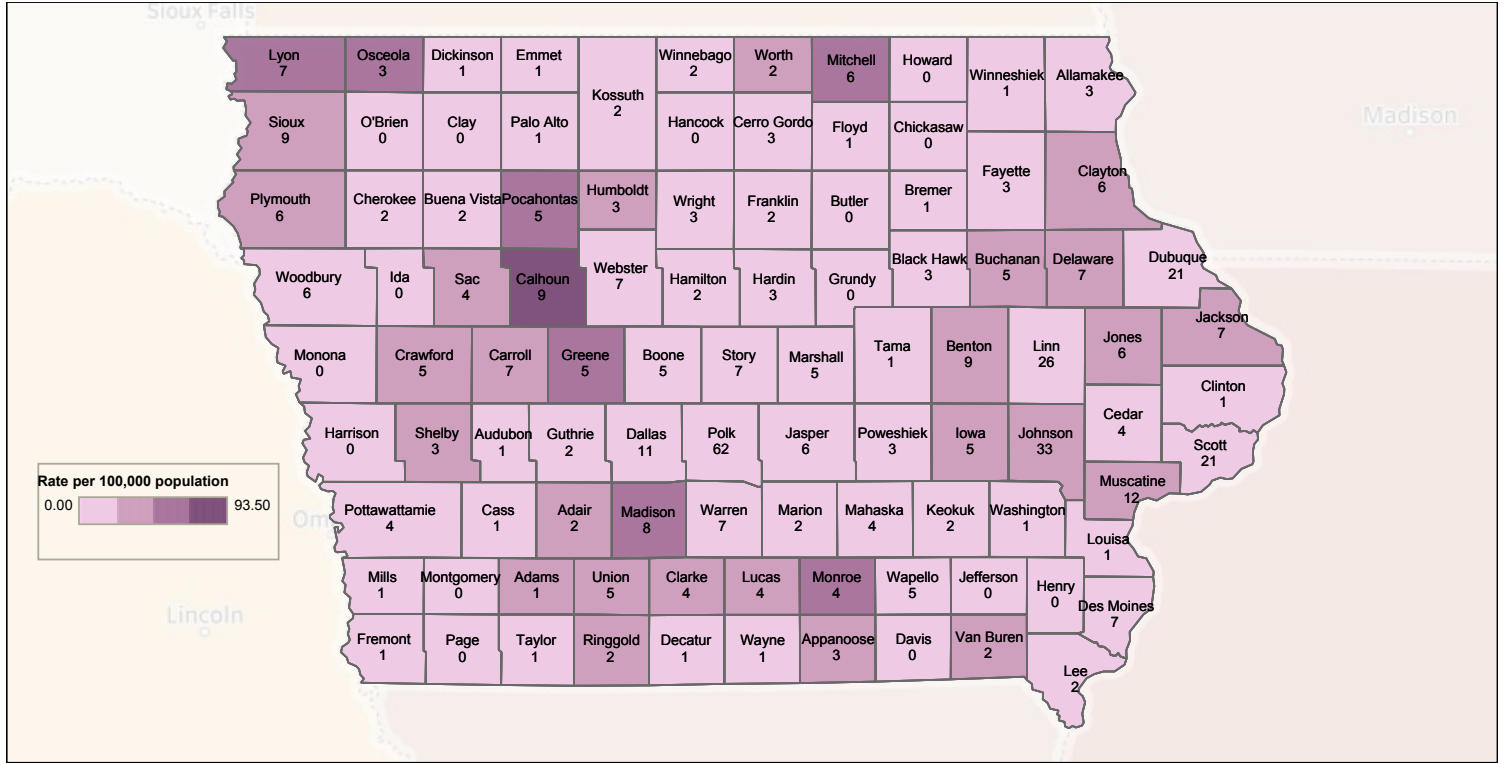 Sioux Falls
Lyon
7
Osceola
3
Dickinson
1
Emmet
1
Kossuth
2
Winnebago
2
Worth
2
Mitchell
6
Howard
0
Winneshiek
1
Allamakee
3
Madison
Sioux
9
O'Brien
0
Clay
0
Palo Alto
1
Hancock
0
Cerro Gordo
3
Floyd
1
Chickasaw
0
Fayette
3
Clayton
6
Plymouth
6
Cherokee
2
Buena Vista
2
Pocahontas
5
Humboldt
3
Wright
3
Franklin
2
Butler
0
Bremer
1
Woodbury
6
Ida
0
Sac
4
Calhoun
9
Webster
7
Hamilton
2
Hardin
3
Grundy
0
Black Hawk
3
Buchanan
5
Delaware
7
Dubuque
21
Monona
0
Crawford
5
Carroll
7
Greene
5
Boone
5
Story
7
Marshall
5
Tama
1
Benton
9
Linn
26
Jones
6
Jackson
7
Clinton
1
Harrison
0
Shelby
3
Audubon
1
Guthrie
2
Dallas
11
Polk
62
Jasper
6
Poweshiek
3
Iowa
5
Johnson
33
Cedar
4
Scott
21
Muscatine
12
Rate per 100,000 population
0.00
93.50
Om
Pottawattamie
4
Cass
1
Adair
2
Madison
8
Warren
7
Marion
2
Mahaska
4
Keokuk
2
Washington
1
Louisa
1
Mills
1
Montgomery
0
Adams
1
Union
5
Clarke
4
Lucas
4
Monroe
4
Wapello
5
Jefferson
0
Henry
0
Des Moines
7
Lincoln
Fremont
1
Page
0
Taylor
1
Ringgold
2
Decatur
1
Wayne
1
Appanoose
3
Davis
0
Van Buren
2
Lee
2